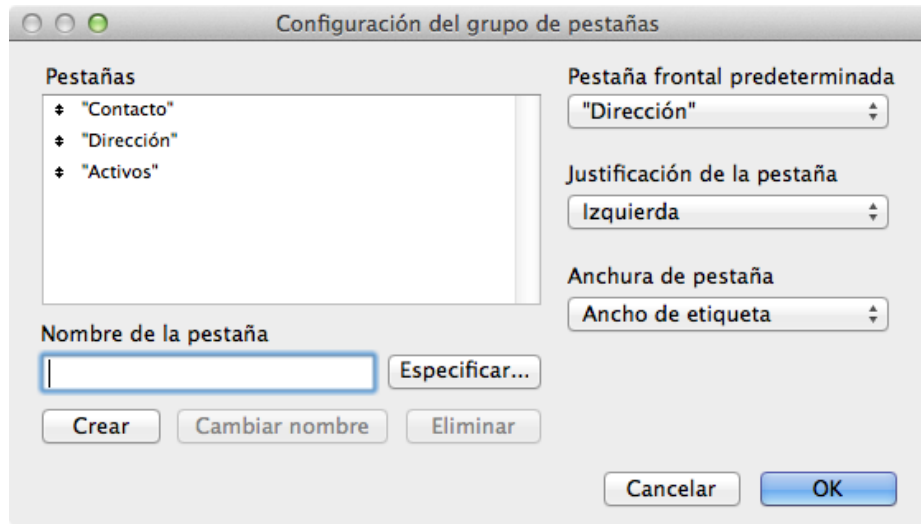 Configuración del grupo de pestañas
Pestañas
"Contacto"
"Dirección"
"Activos"
Nombre de la pestaña
Especificar...
Crear
Cambiar nombre
Eliminar
Pestaña frontal predeterminada
"Dirección"
Justificación de la pestaña
Izquierda
Anchura de pestaña
Ancho de etiqueta
Cancelar
OK